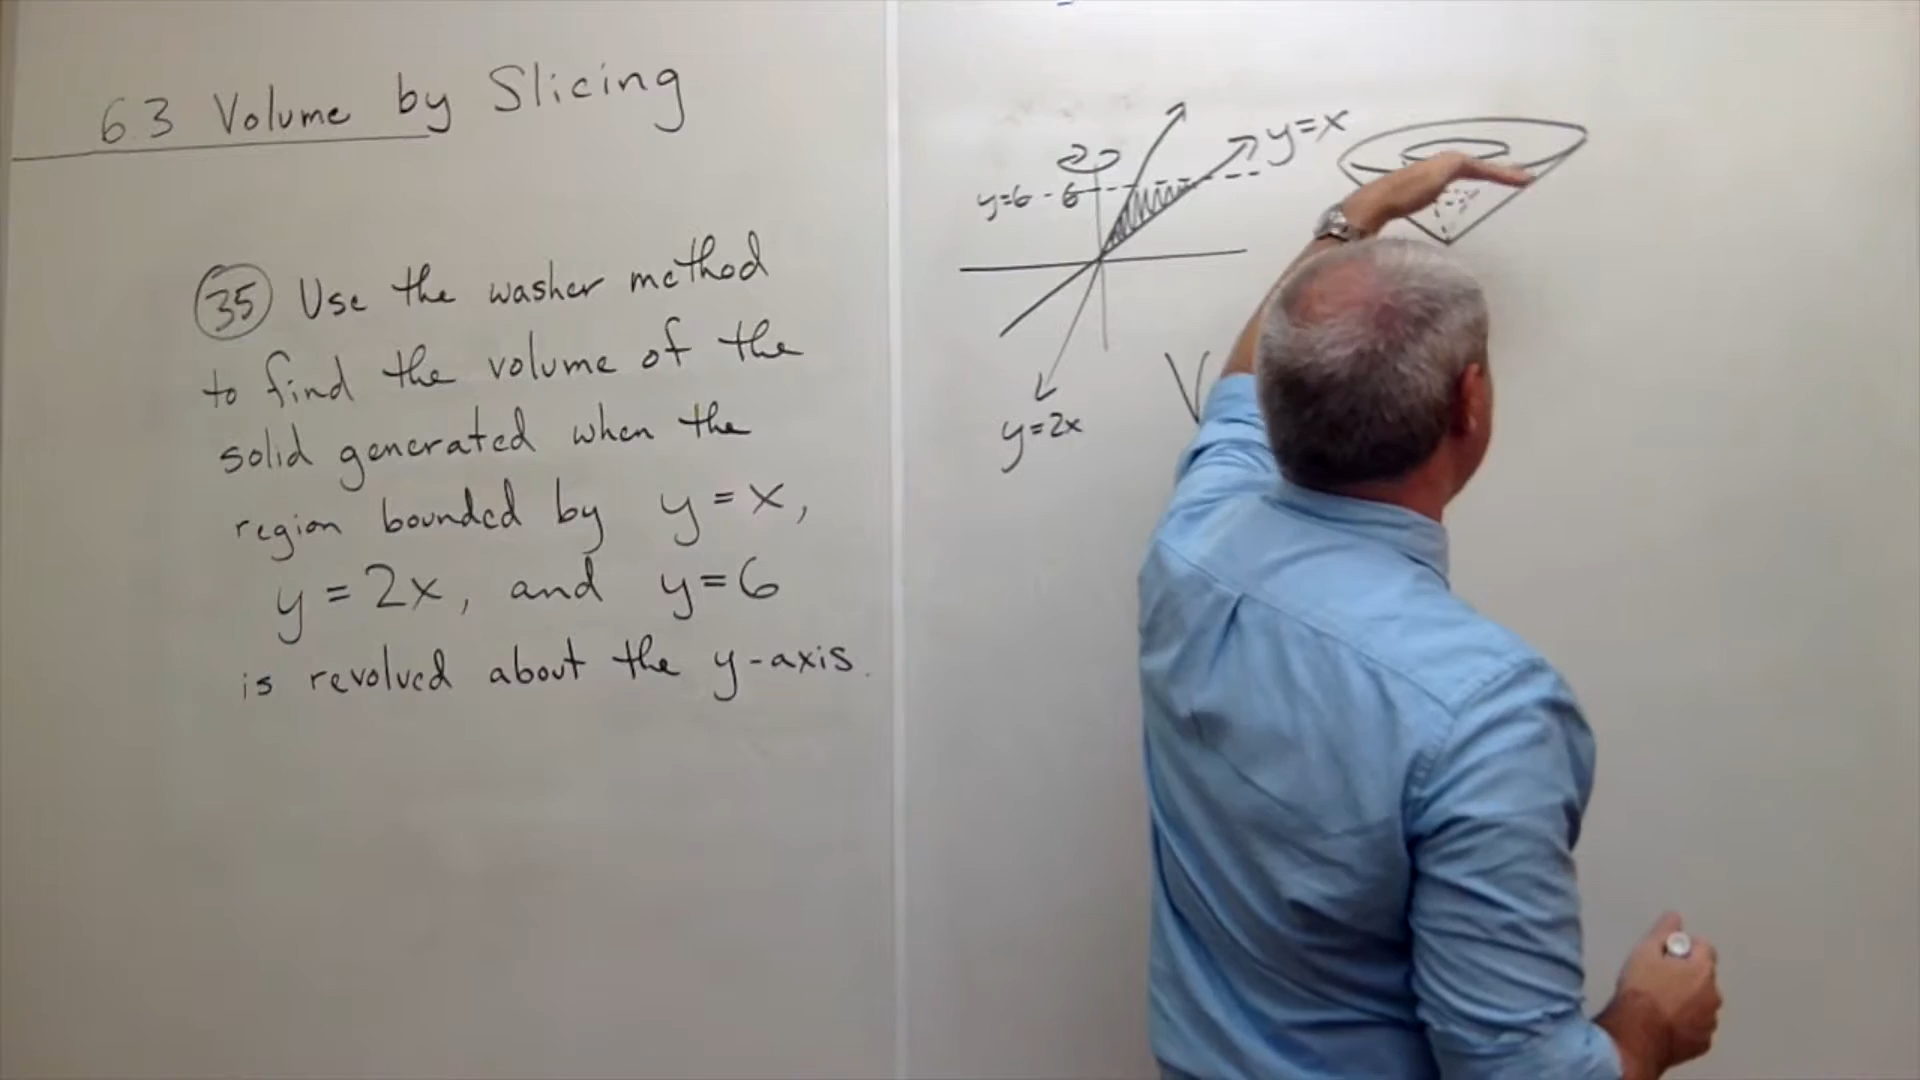 6.3 Volume by Slicing
35 Use the washer method
to find the volume of the
solid generated when the
region bounded by y=x,
y=2x, and y=6
is revolved about the y-axis.
y=x
y=6 - 6
y=2x
V